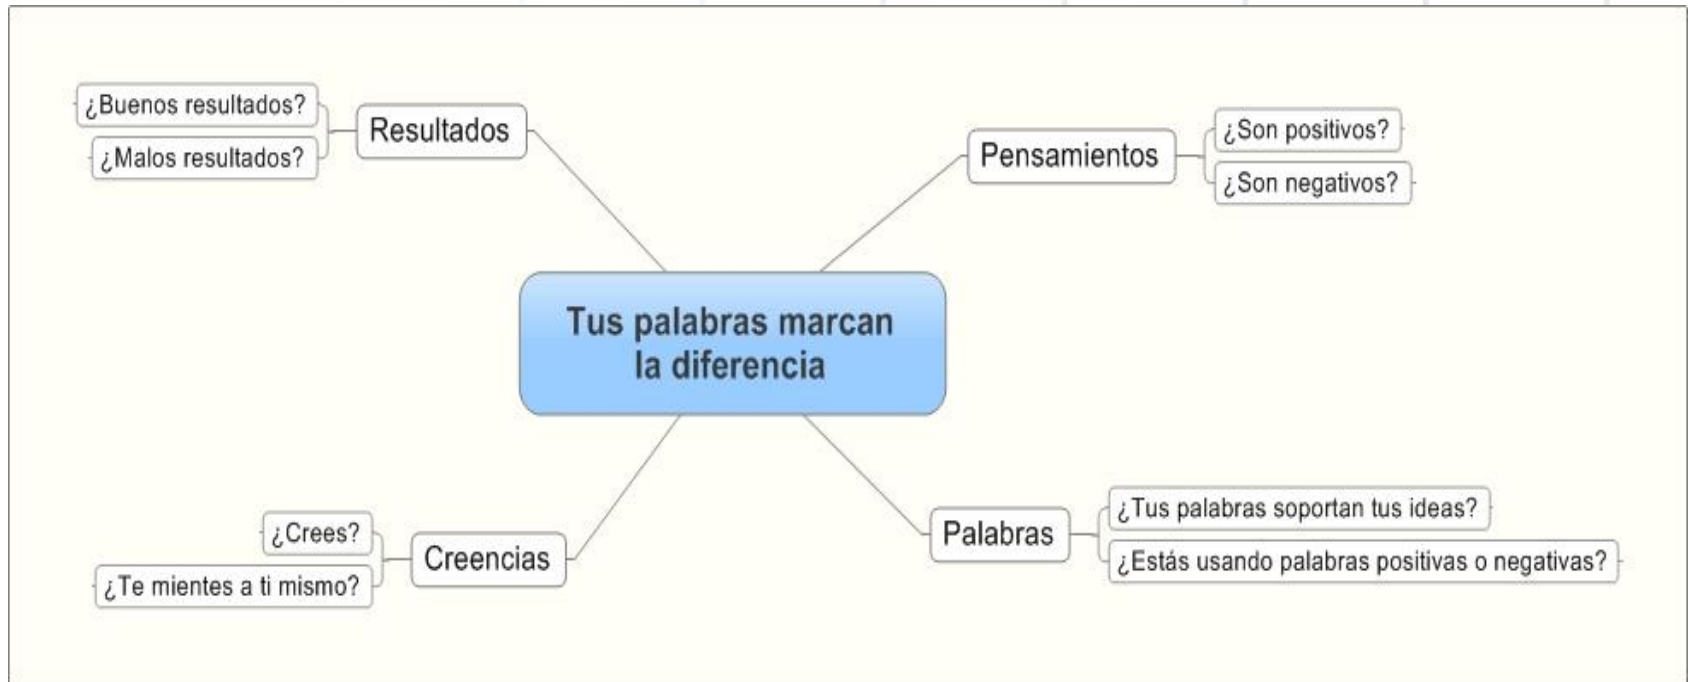 Tus palabras marcan
la diferencia
Pensamientos
¿Son positivos?
¿Son negativos?
Palabras
¿Tus palabras soportan tus ideas?
¿Estás usando palabras positivas o negativas?
Creencias
¿Crees?
¿Te mientes a ti mismo?
Resultados
¿Buenos resultados?
¿Malos resultados?